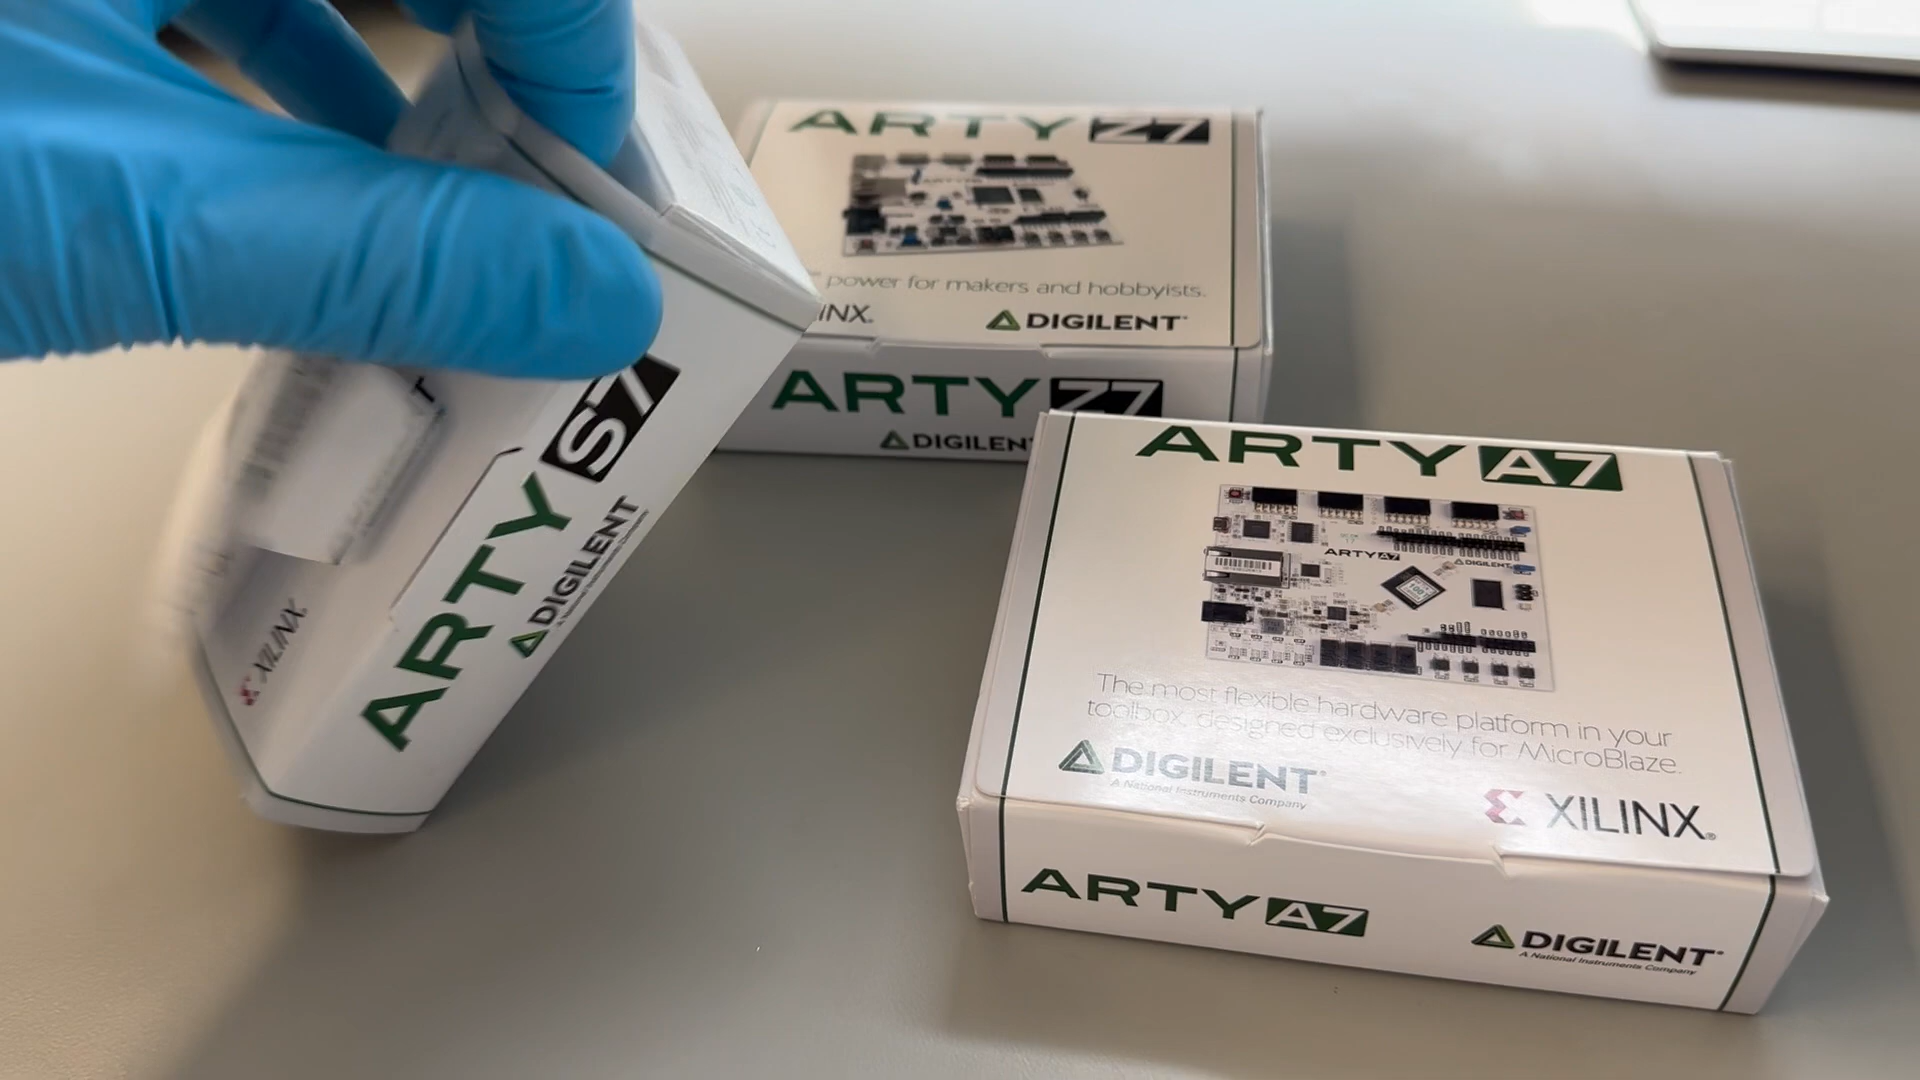 ARTY Z7
power for makers and hobbyists.
INX.
DIGILENT
ARTY Z7
DIGILEN
ARTY S7
DIGILENT
XILINX
ARTY A7
ARTY A7
DIGILENT
The most flexible hardware platform in your
toolbox, designed exclusively for MicroBlaze.
DIGILENT
A National Instruments Company
XILINX
ARTY A7
DIGILENT
A National Instruments Company